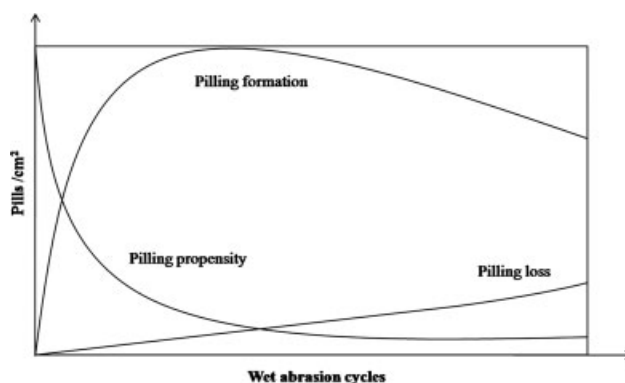 Pilling formation
Pills /cm²
Pilling propensity
Pilling loss
Wet abrasion cycles